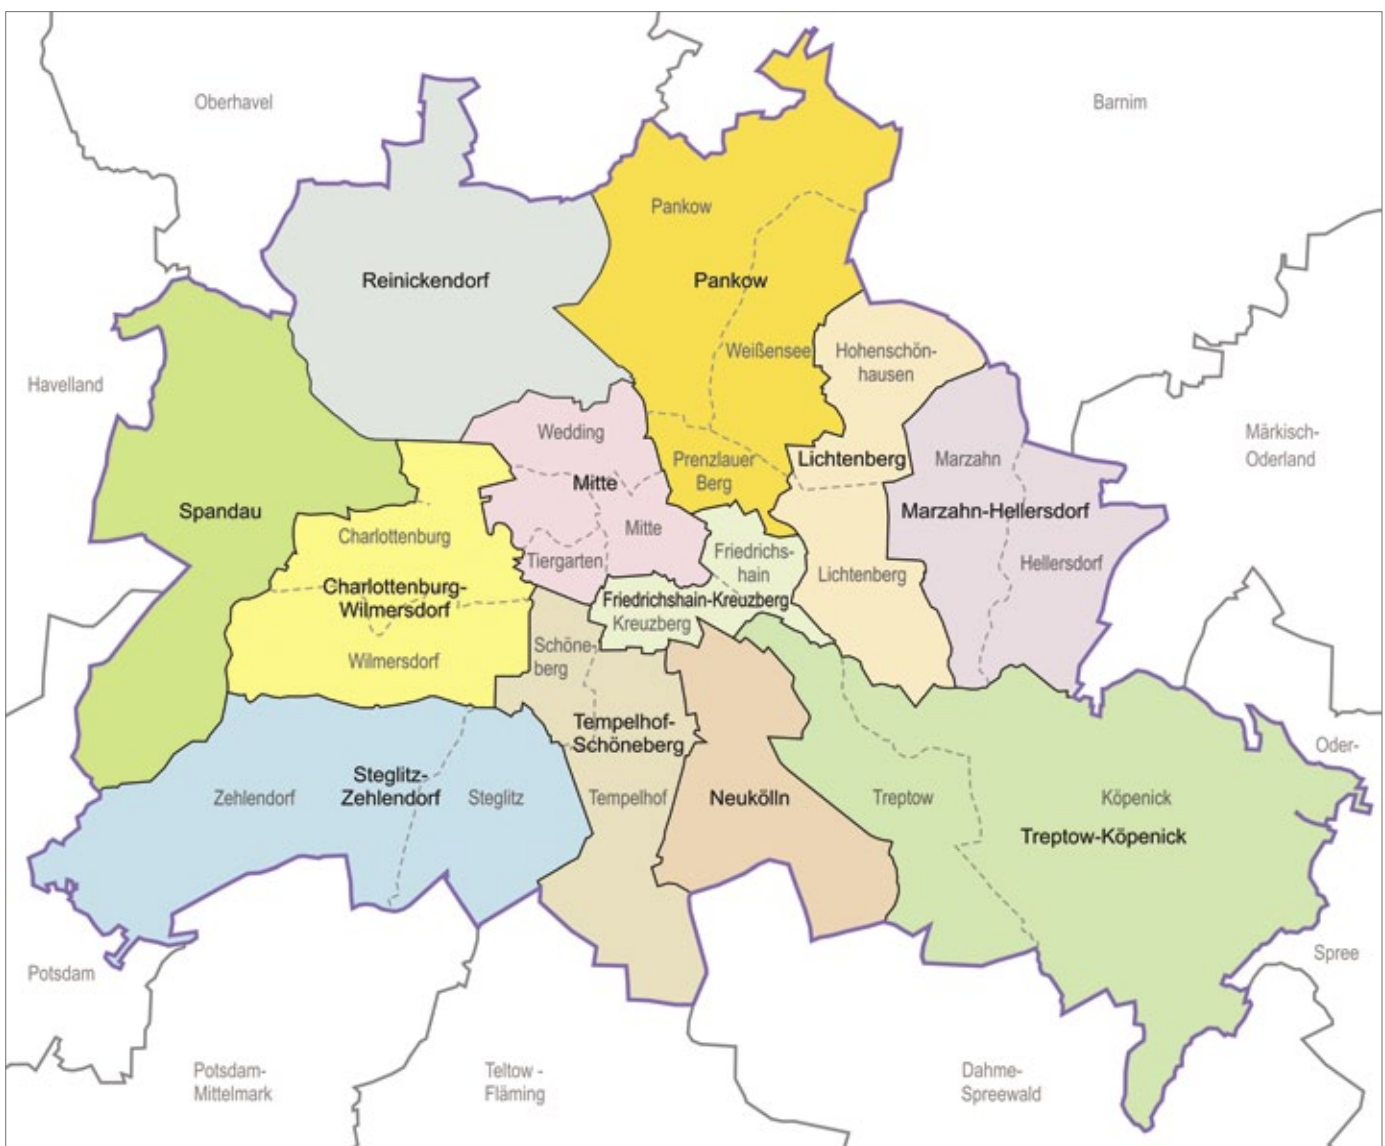 Oberhavel
Barnim
Pankow
Reinickendorf
Pankow
Weißensee
Hohenschön-
hausen
Havelland
Wedding
Märkisch-
Oderland
Prenzlauer
Berg
Lichtenberg
Marzahn
Mitte
Spandau
Marzahn-Hellersdorf
Charlottenburg
Mitte
Friedrichs-
hain
Tiergarten
Lichtenberg
Hellersdorf
Charlottenburg-
Wilmersdorf
Friedrichshain-Kreuzberg
Kreuzberg
Wilmersdorf
Schöne-
berg
Tempelhof-
Schöneberg
Oder-
Steglitz-
Zehlendorf
Zehlendorf
Steglitz
Tempelhof
Neukölln
Treptow
Köpenick
Treptow-Köpenick
Spree
Potsdam
Potsdam-
Mittelmark
Teltow -
Fläming
Dahme-
Spreewald